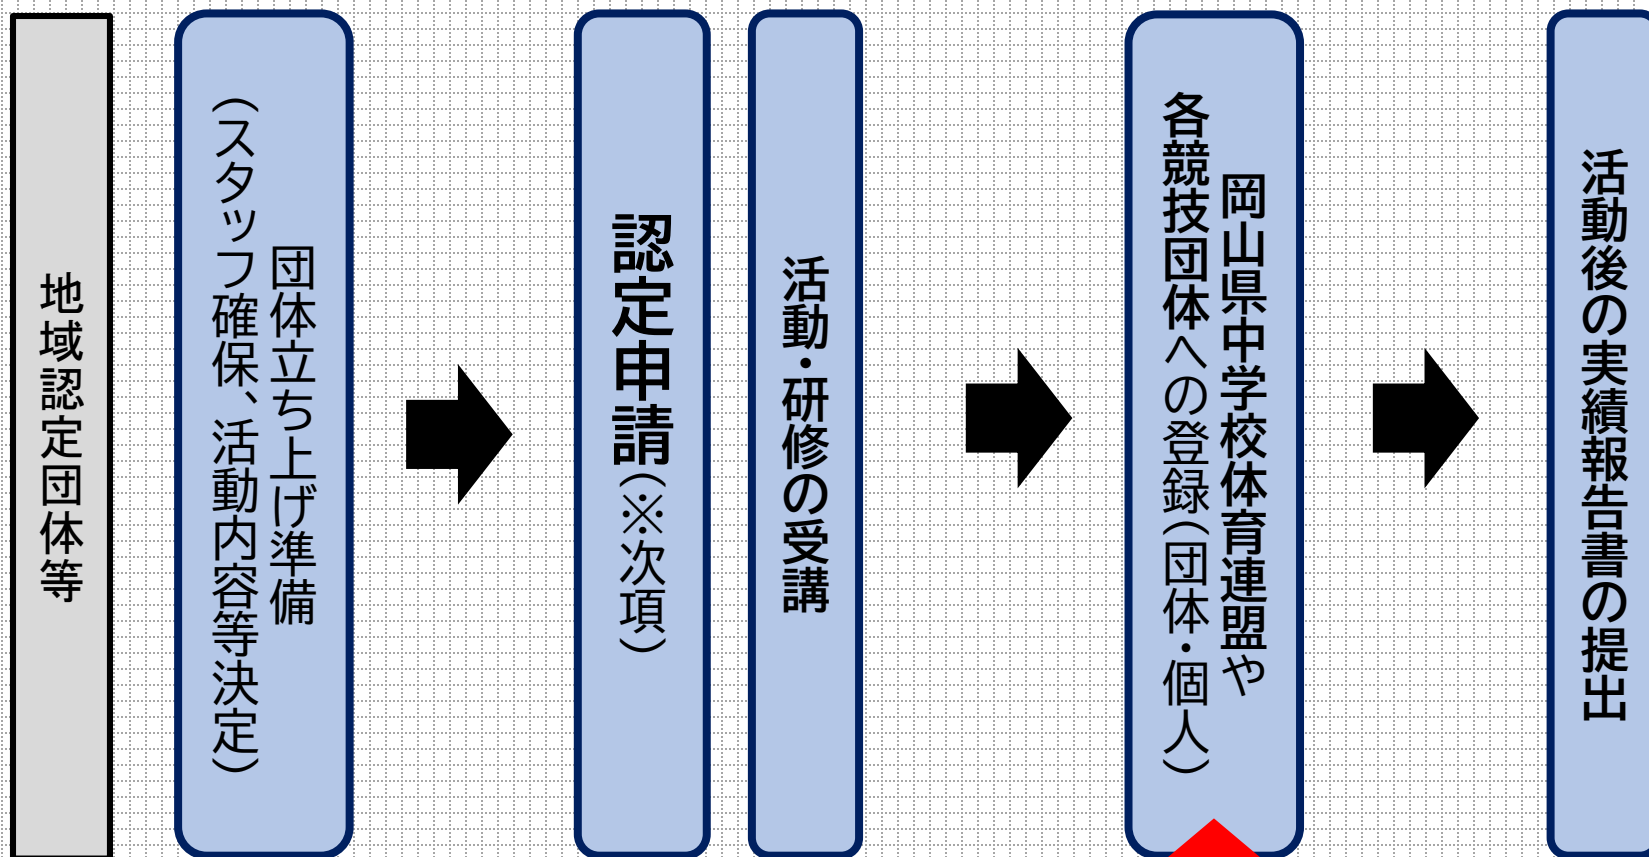 地域認定団体等
団体立ち上げ準備
（スタッフ確保、活動内容等決定）
認定申請（※次項）
活動・研修の受講
岡山県中学校体育連盟や
各競技団体への登録（団体・個人）
活動後の実績報告書の提出